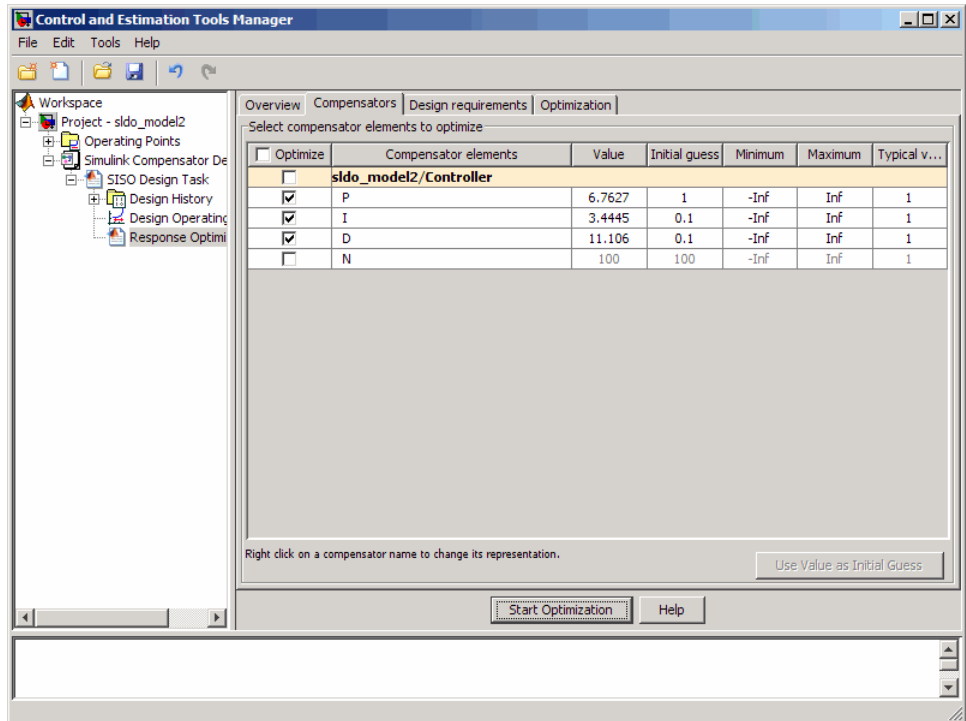 Control and Estimation Tools Manager
File Edit Tools Help
Workspace
Project - sldo_model2
Operating Points
Simulink Compensator De
SISO Design Task
Design History
Design Operating
Response Optimi
Overview Compensators Design requirements Optimization
Select compensator elements to optimize
Optimize Compensator elements Value Initial guess Minimum Maximum Typical v...
sldo_model2/Controller
P 6.7627 1 -Inf Inf 1
I 3.4445 0.1 -Inf Inf 1
D 11.106 0.1 -Inf Inf 1
N 100 100 -Inf Inf 1
Right click on a compensator name to change its representation.
Use Value as Initial Guess
Start Optimization Help